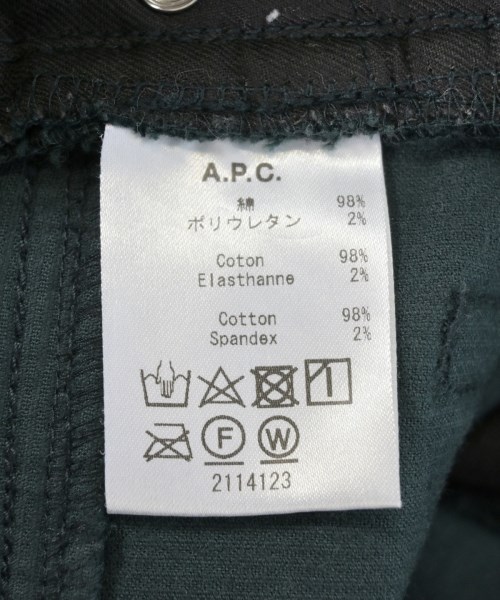 A.P.C.
綿 98%
ポリウレタン 2%
Coton 98%
Elasthanne 2%
Cotton 98%
Spandex 2%
F W
2114123